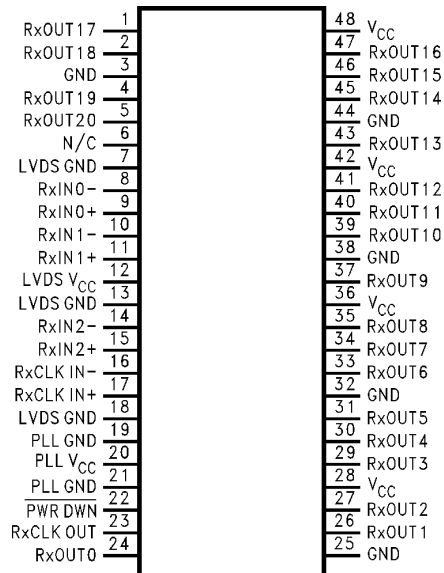 1 RxOUT17
2 RxOUT18
3 GND
4 RxOUT19
5 RxOUT20
6 N/C
7 LVDS GND
8 RxIN0-
9 RxIN0+
10 RxIN1-
11 RxIN1+
12 LVDS VCC
13 LVDS GND
14 RxIN2-
15 RxIN2+
16 RxCLK IN-
17 RxCLK IN+
18 LVDS GND
19 PLL GND
20 PLL VCC
21 PLL GND
22 PWR DWN
23 RxCLK OUT
24 RxOUT0
48 VCC
47 RxOUT16
46 RxOUT15
45 RxOUT14
44 GND
43 RxOUT13
42 VCC
41 RxOUT12
40 RxOUT11
39 RxOUT10
38 GND
37 RxOUT9
36 VCC
35 RxOUT8
34 RxOUT7
33 RxOUT6
32 GND
31 RxOUT5
30 RxOUT4
29 RxOUT3
28 VCC
27 RxOUT2
26 RxOUT1
25 GND